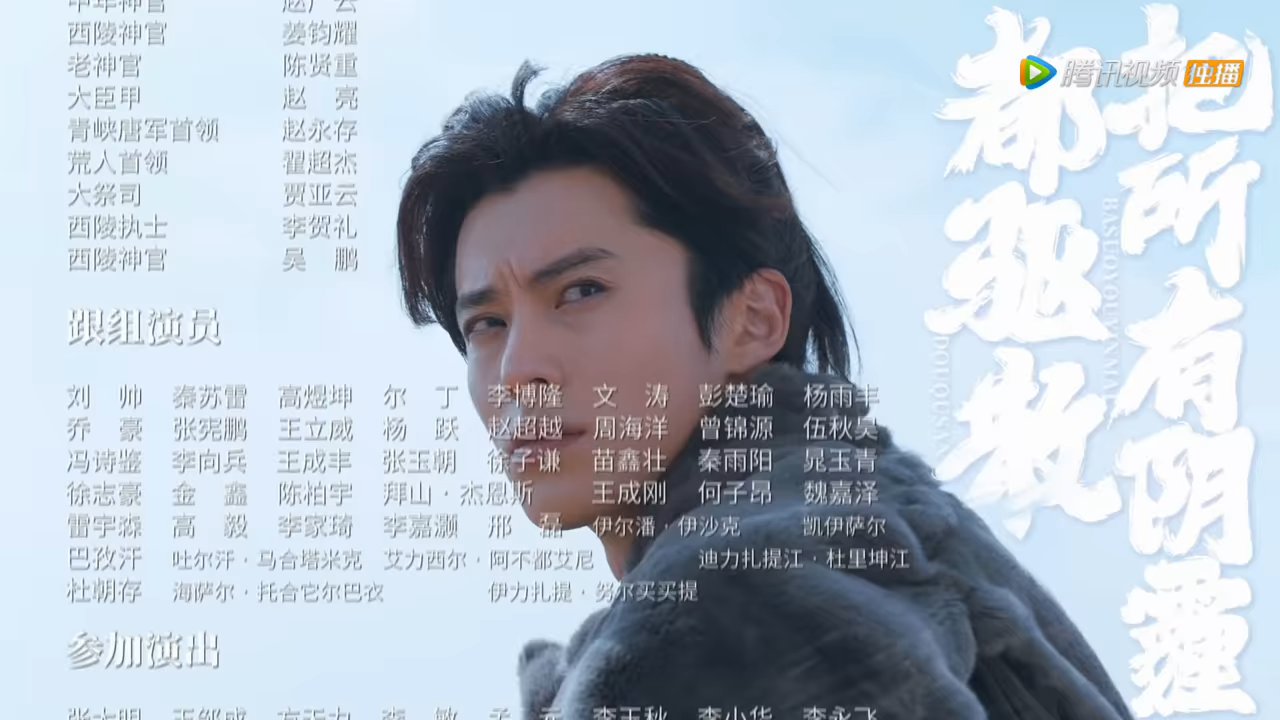 西陵神官 姜钧耀
老神官 陈贤重
大臣甲 赵 亮
青峡唐军首领 赵永存
荒人首领 翟超杰
大祭司 贾亚云
西陵执士 李贺礼
西陵神官 吴 鹏
跟组演员
刘 帅 秦苏雷 高煜坤 尔 丁 李博隆 文 涛 彭楚瑜 杨雨丰
乔 豪 张宪鹏 王立威 杨 跃 赵超越 周海洋 曾锦源 伍秋昊
冯诗鉴 李向兵 王成丰 张玉朝 徐子谦 苗鑫壮 秦雨阳 晁玉青
徐志豪 金 鑫 陈柏宇 拜山·杰恩斯 王成刚 何子昂 魏嘉泽
雷宇森 高 毅 李家琦 李嘉灏 邢 磊 伊尔潘·伊沙克 凯伊萨尔
巴孜汗 吐尔汗·马合塔米克 艾力西尔·阿不都艾尼 迪力扎提江·杜里坤江
杜朝存 海萨尔·托合它尔巴衣 伊力扎提·努尔买买提
参加演出
腾讯视频 独播
把所有阴霾
都驱散